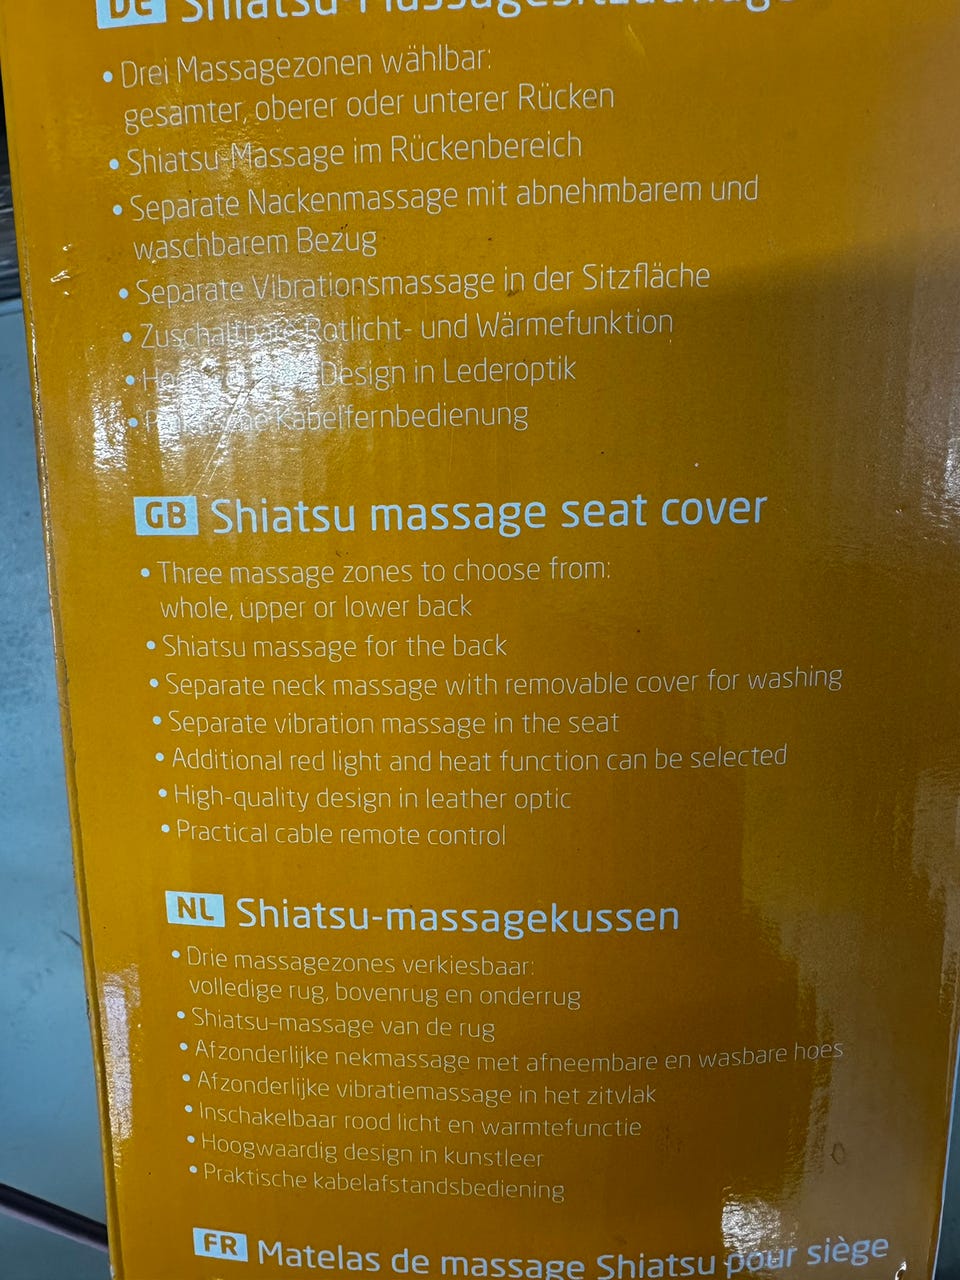 DE Shiatsu-Massagesitzauflage
• Drei Massagezonen wählbar:
gesamter, oberer oder unterer Rücken
• Shiatsu-Massage im Rückenbereich
• Separate Nackenmassage mit abnehmbarem und
waschbarem Bezug
• Separate Vibrationsmassage in der Sitzfläche
• Zuschaltbare Rotlicht- und Wärmefunktion
• Design in Lederoptik
• Praktische Kabelfernbedienung
GB Shiatsu massage seat cover
• Three massage zones to choose from:
whole, upper or lower back
• Shiatsu massage for the back
• Separate neck massage with removable cover for washing
• Separate vibration massage in the seat
• Additional red light and heat function can be selected
• High-quality design in leather optic
• Practical cable remote control
NL Shiatsu-massagekussen
• Drie massagezones verkiesbaar:
volledige rug, bovenrug en onderrug
• Shiatsu-massage van de rug
• Afzonderlijke nekmassage met afneembare en wasbare hoes
• Afzonderlijke vibratiemassage in het zitvlak
• Inschakelbaar rood licht en warmtefunctie
• Hoogwaardig design in kunstleer
• Praktische kabelafstandsbediening
FR Matelas de massage Shiatsu pour siège